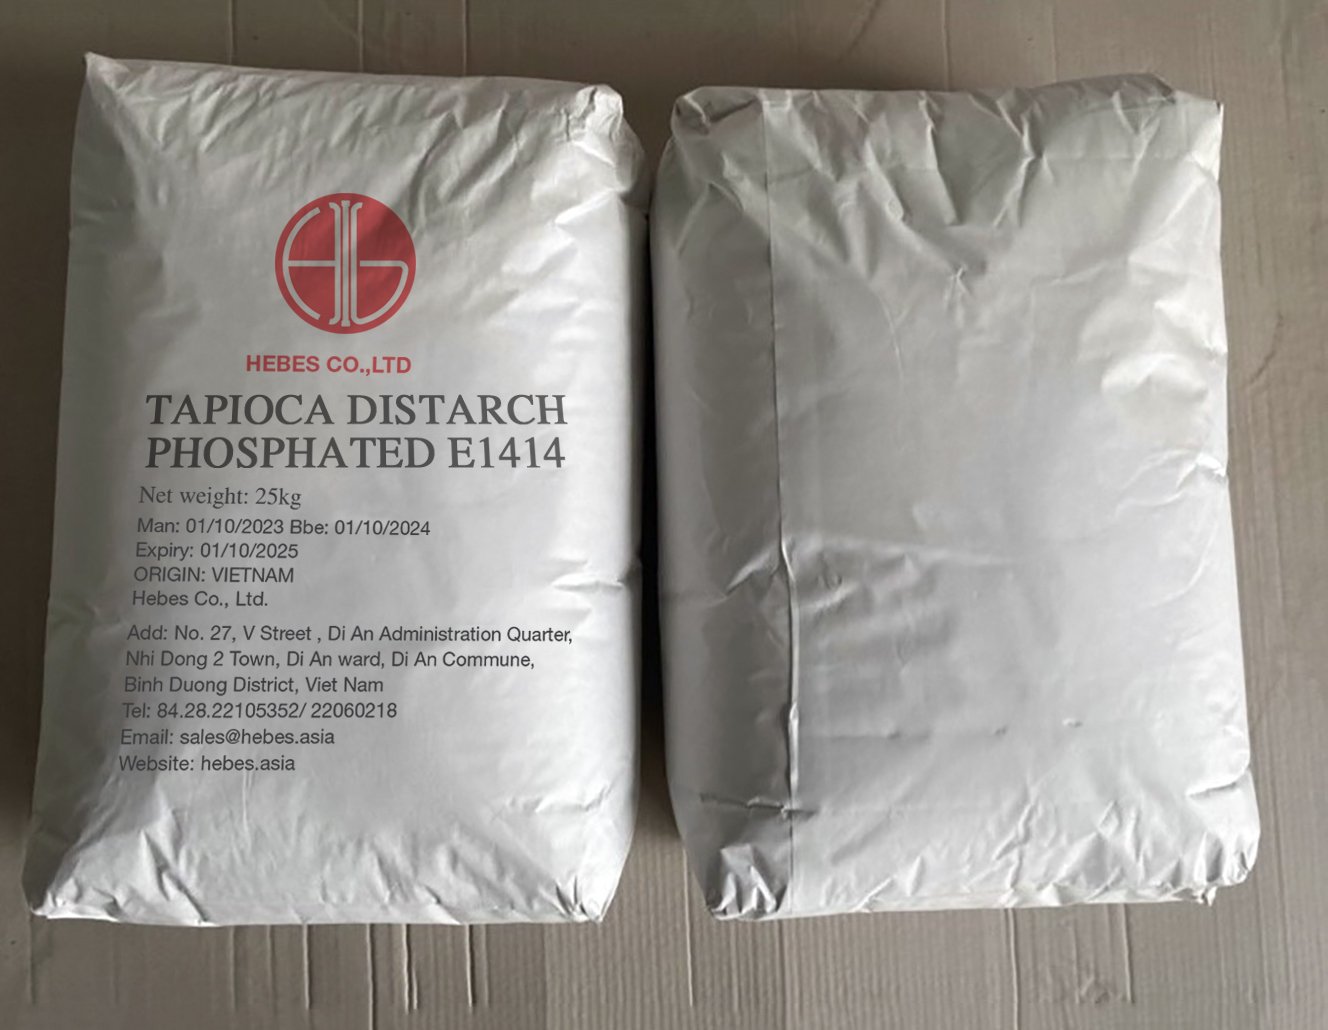 HEBES CO.,LTD
TAPIOCA DISTARCH
PHOSPHATED E1414
Net weight: 25kg
Man: 01/10/2023 Bbe: 01/10/2024
Expiry: 01/10/2025
ORIGIN: VIETNAM
Hebes Co., Ltd.
Add: No. 27, V Street , Di An Administration Quarter,
Nhi Dong 2 Town, Di An ward, Di An Commune,
Binh Duong District, Viet Nam
Tel: 84.28.22105352/ 22060218
Email: sales@hebes.asia
Website: hebes.asia